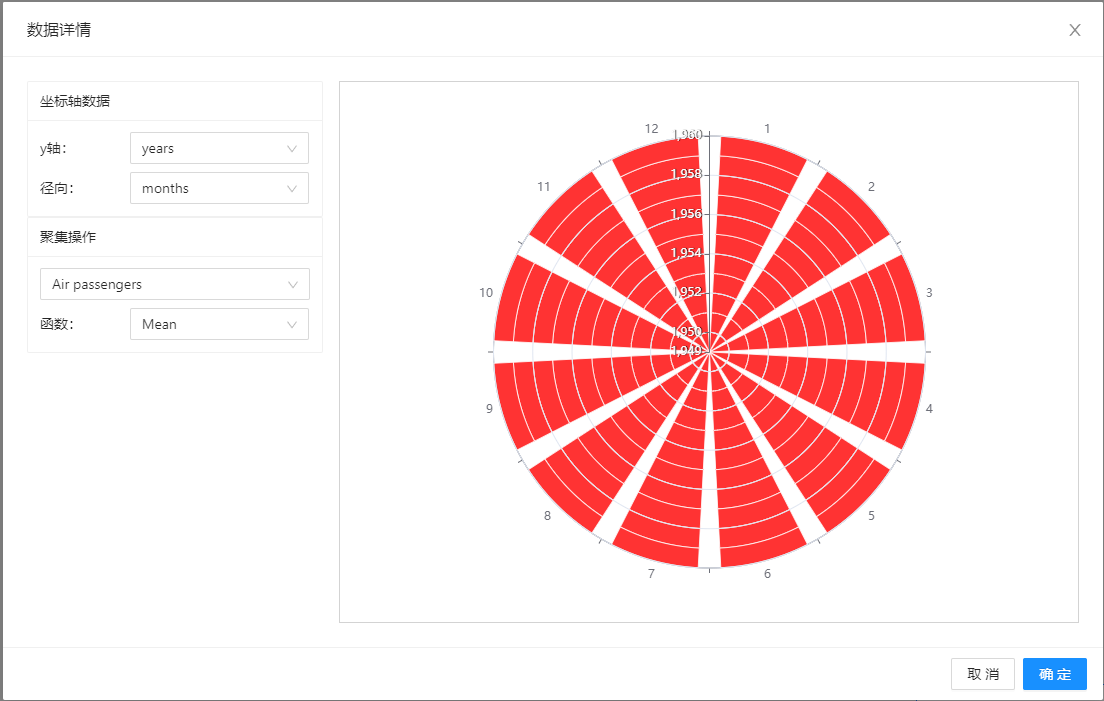 数据详情
坐标轴数据
y轴：
years
径向：
months
聚集操作
Air passengers
函数：
Mean
12
1
11
2
10
3
9
4
8
5
7
6
1,960
1,958
1,956
1,954
1,952
1,950
1,949
取 消
确 定